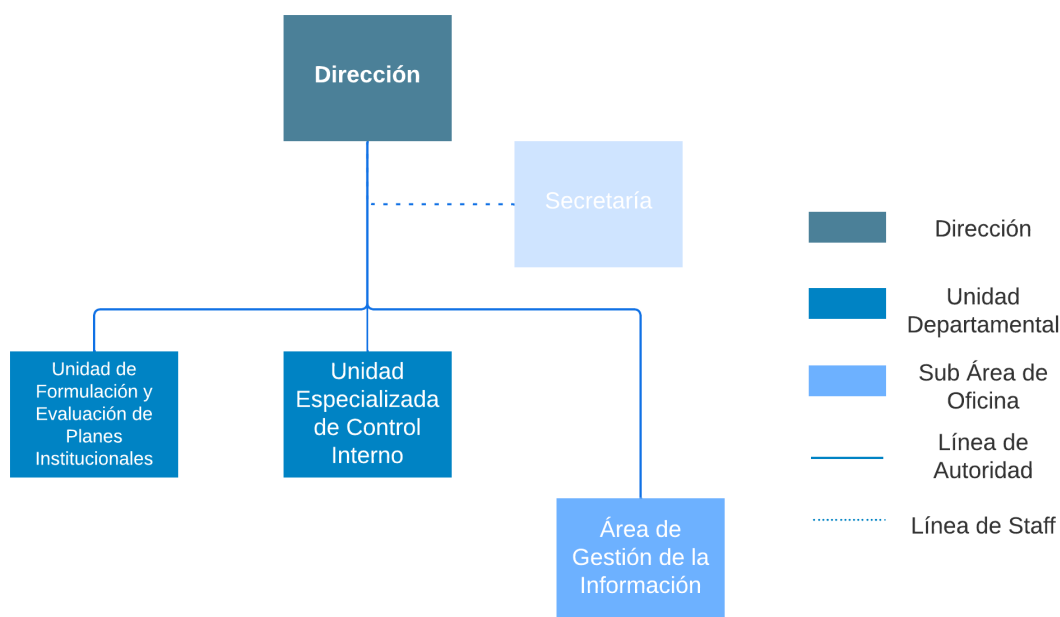 Dirección
Secretaría
Unidad de
Formulación y
Evaluación de
Planes
Institucionales
Unidad
Especializada
de Control
Interno
Área de
Gestión de la
Información
Dirección
Unidad
Departamental
Sub Área de
Oficina
Línea de
Autoridad
Línea de Staff